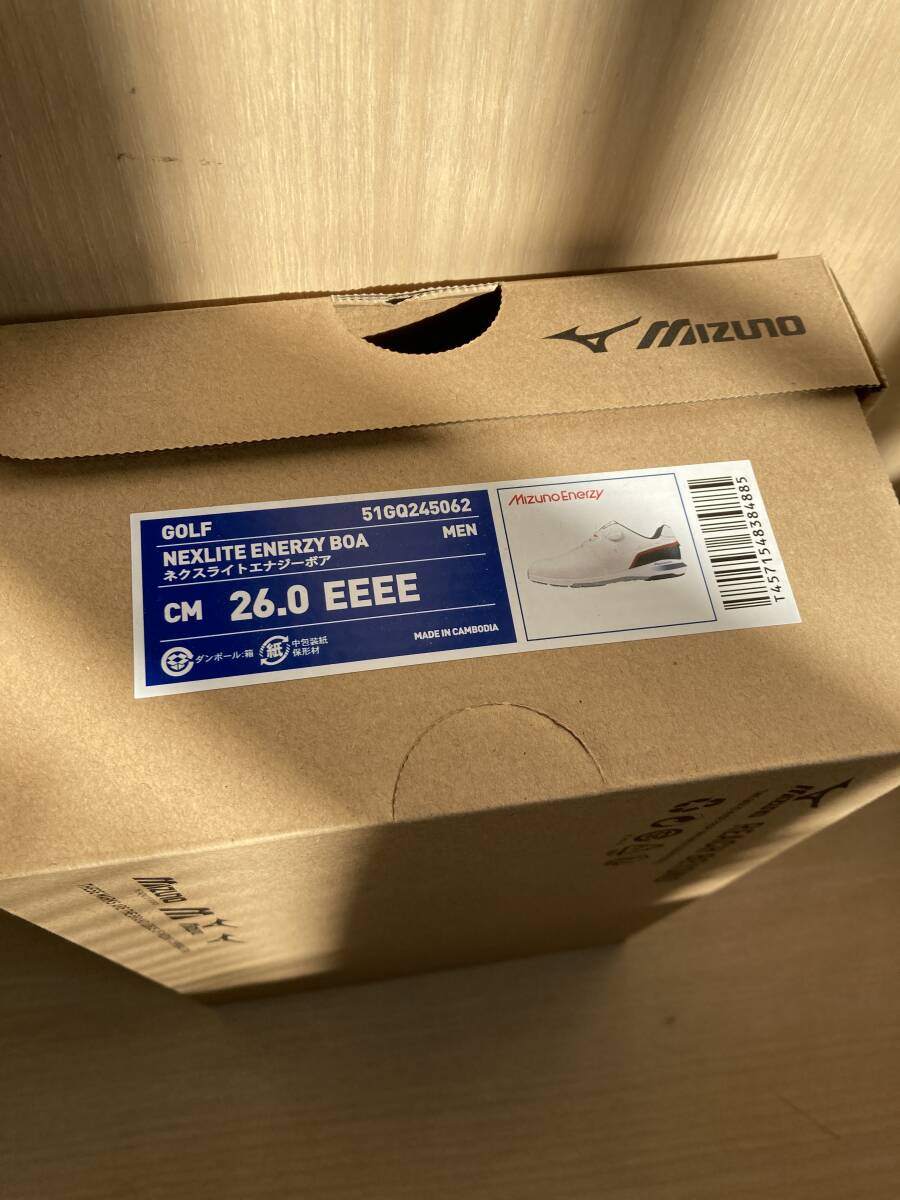 MIZUNO
GOLF 51GQ245062
NEXLITE ENERZY BOA MEN
ネクスライトエナジーボア
CM 26.0 EEEE
ダンボール:箱 紙 中包装紙
保形材
MADE IN CAMBODIA
MizunoEnerzy
T4571548384885
Mizuno
Mizuno M